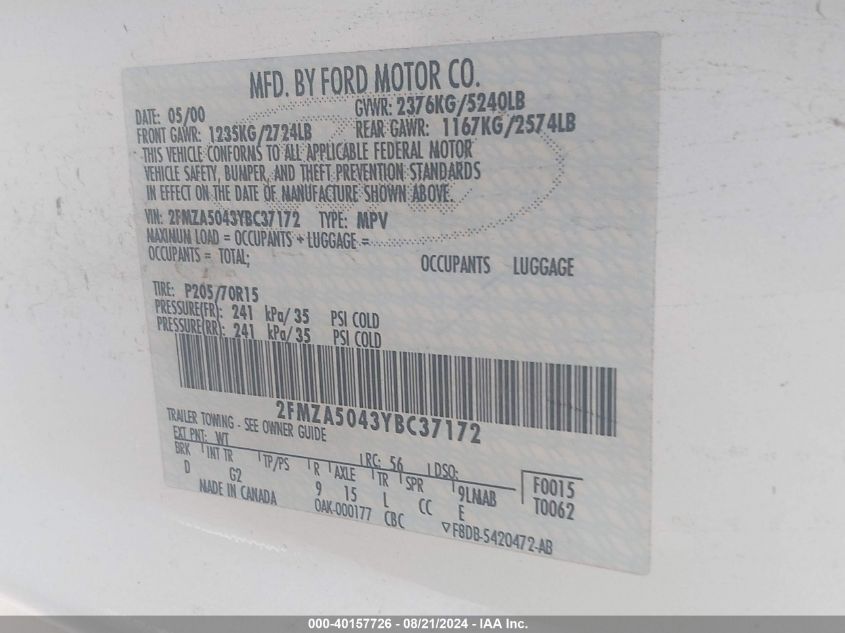 MFD. BY FORD MOTOR CO.
DATE: 05/00 GVWR: 2376KG/5240LB
FRONT GAWR: 1235KG/2724LB REAR GAWR: 1167KG/2574LB
THIS VEHICLE CONFORMS TO ALL APPLICABLE FEDERAL MOTOR
VEHICLE SAFETY, BUMPER, AND THEFT PREVENTION STANDARDS
IN EFFECT ON THE DATE OF MANUFACTURE SHOWN ABOVE.
VIN: 2FMZA5043YBC37172 TYPE: MPV
MAXIMUM LOAD = OCCUPANTS + LUGGAGE =
OCCUPANTS = TOTAL; OCCUPANTS LUGGAGE
TIRE: P205/70R15
PRESSURE(FR): 241 kPa/35 PSI COLD
PRESSURE(RR): 241 kPa/35 PSI COLD
2FMZA5043YBC37172
TRAILER TOWING - SEE OWNER GUIDE
EXT PNT: WT RC: 56 DSO:
BRK INT TR TP/PS R AXLE TR SPR 9LMAB F0015
D G2 9 15 L CC E T0062
MADE IN CANADA OAK-000177 CBC ▽F8DB-5420472-AB
000-40157726 - 08/21/2024 - IAA Inc.